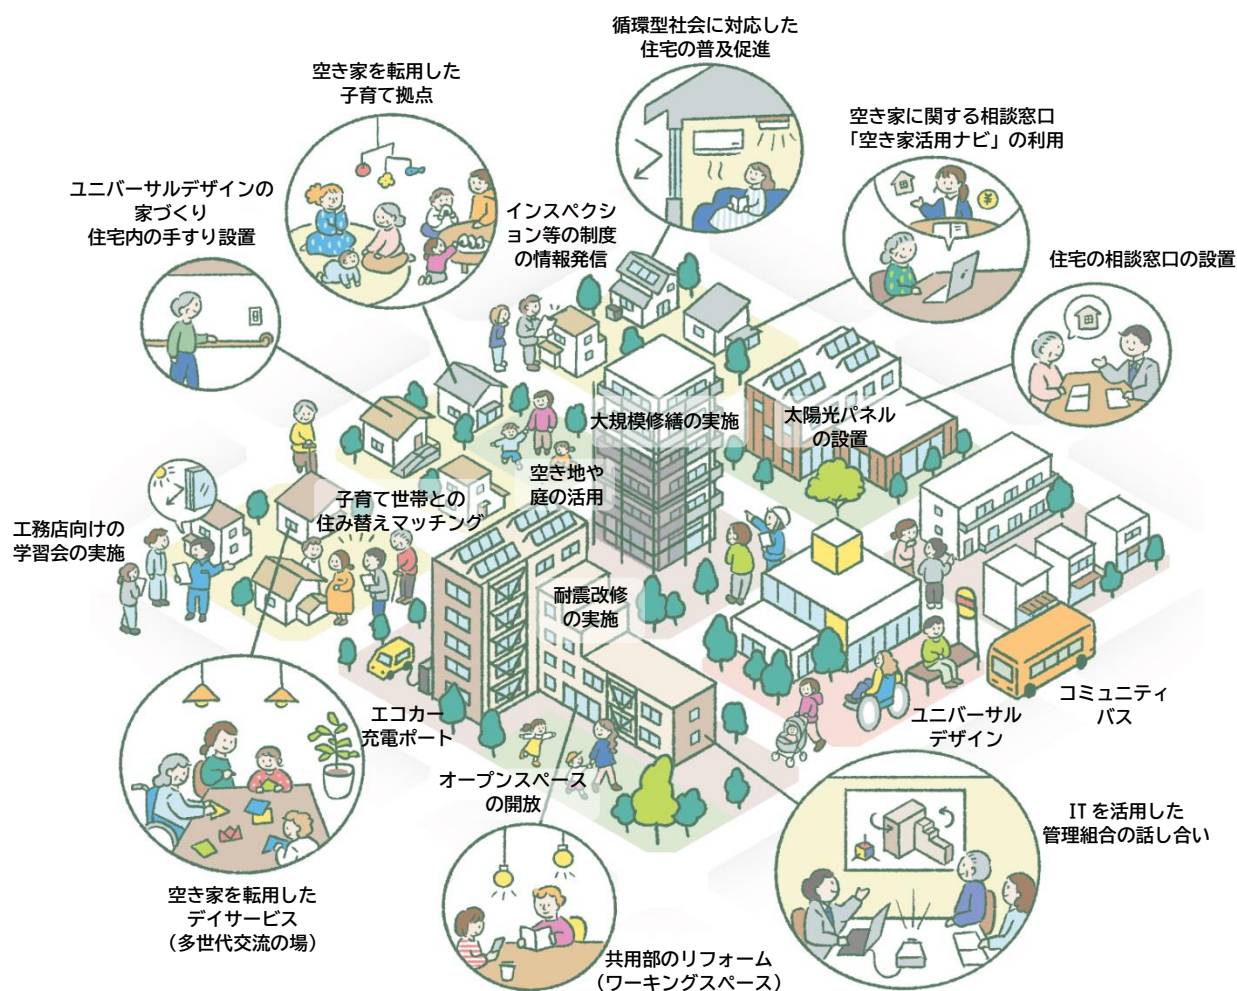 循環型社会に対応した
住宅の普及促進
空き家を転用した
子育て拠点
空き家に関する相談窓口
「空き家活用ナビ」の利用
ユニバーサルデザインの
家づくり
住宅内の手すり設置
インスペクシ
ョン等の制度
の情報発信
住宅の相談窓口の設置
大規模修繕の実施
太陽光パネル
の設置
空き地や
庭の活用
子育て世帯との
住み替えマッチング
工務店向けの
学習会の実施
耐震改修
の実施
エコカー
充電ポート
ユニバーサル
デザイン
コミュニティ
バス
オープンスペース
の開放
ITを活用した
管理組合の話し合い
空き家を転用した
デイサービス
（多世代交流の場）
共用部のリフォーム
（ワーキングスペース）
¥